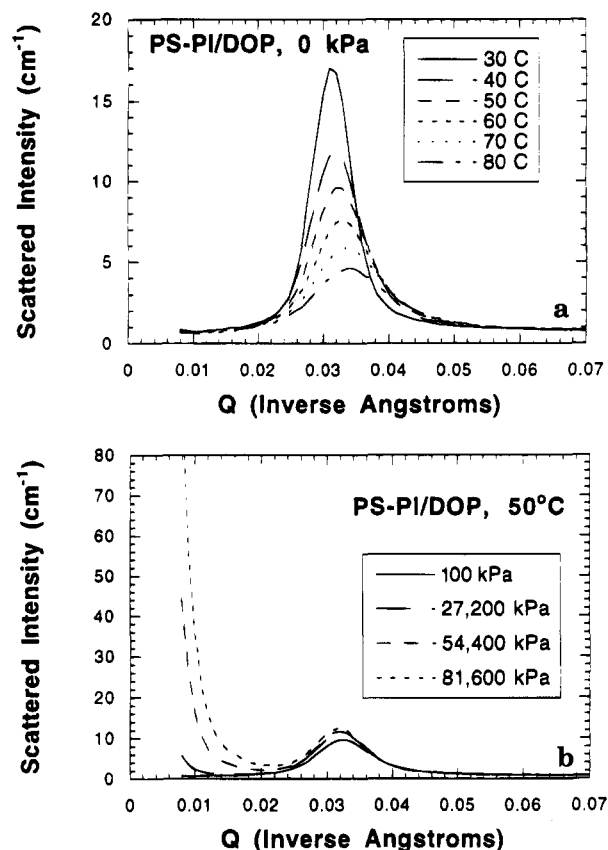 PS-PI/DOP, 0 kPa
Scattered Intensity (cm⁻¹)
20
15
10
5
0
30 C
40 C
50 C
60 C
70 C
80 C
a
0 0.01 0.02 0.03 0.04 0.05 0.06 0.07
Q (Inverse Angstroms)
PS-PI/DOP, 50°C
Scattered Intensity (cm⁻¹)
80
70
60
50
40
30
20
10
0
100 kPa
27,200 kPa
54,400 kPa
81,600 kPa
b
0 0.01 0.02 0.03 0.04 0.05 0.06 0.07
Q (Inverse Angstroms)